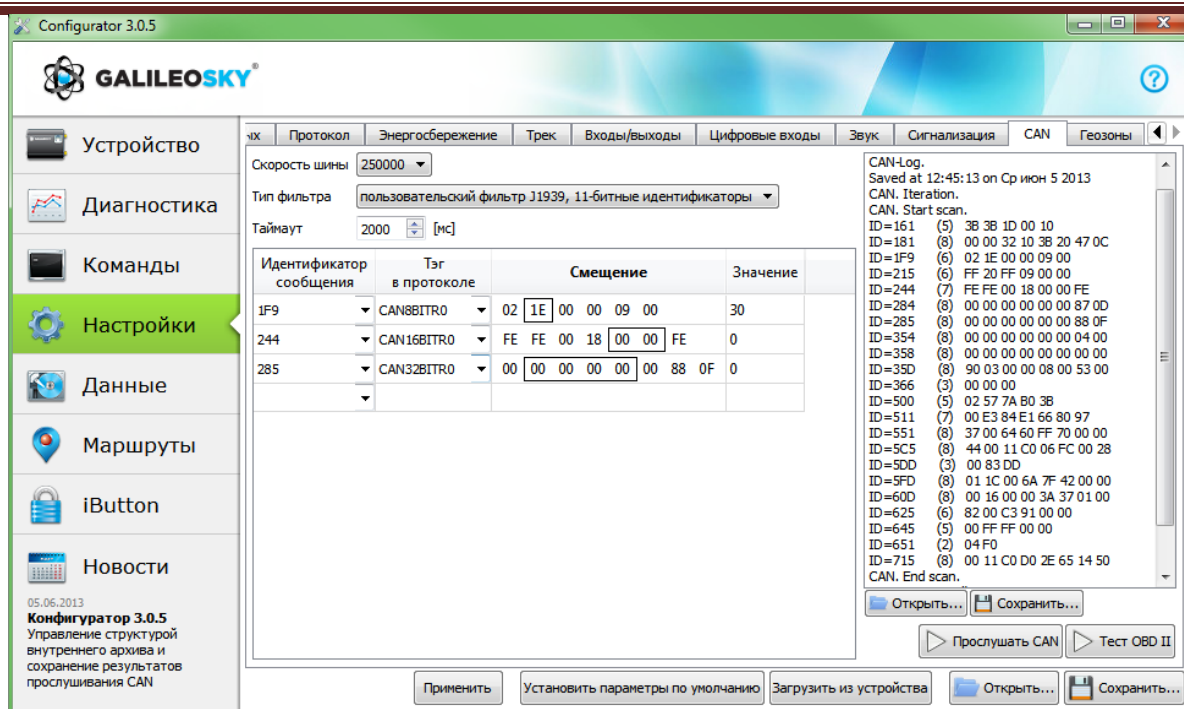 Configurator 3.0.5
GALILEOSKY®
?
Устройство
Диагностика
Команды
Настройки
Данные
Маршруты
iButton
Новости
05.06.2013
Конфигуратор 3.0.5
Управление структурой
внутреннего архива и
сохранение результатов
прослушивания CAN
ых Протокол Энергосбережение Трек Входы/выходы Цифровые входы Звук Сигнализация CAN Геозоны
Скорость шины 250000
Тип фильтра пользовательский фильтр J1939, 11-битные идентификаторы
Таймаут 2000 [мс]
Идентификатор сообщения Тэг в протоколе Смещение Значение
1F9 CAN8BITR0 02 1E 00 00 09 00 30
244 CAN16BITR0 FE FE 00 18 00 00 FE 0
285 CAN32BITR0 00 00 00 00 00 00 88 0F 0
CAN-Log.
Saved at 12:45:13 on Ср июн 5 2013
CAN. Iteration.
CAN. Start scan.
ID=161 (5) 3B 3B 1D 00 10
ID=181 (8) 00 00 32 10 3B 20 47 0C
ID=1F9 (6) 02 1E 00 00 09 00
ID=215 (6) FF 20 FF 09 00 00
ID=244 (7) FE FE 00 18 00 00 FE
ID=284 (8) 00 00 00 00 00 00 87 0D
ID=285 (8) 00 00 00 00 00 00 88 0F
ID=354 (8) 00 00 00 00 00 00 04 00
ID=358 (8) 00 00 00 00 00 00 00 00
ID=35D (8) 90 03 00 00 08 00 53 00
ID=366 (3) 00 00 00
ID=500 (5) 02 57 7A B0 3B
ID=511 (7) 00 E3 84 E1 66 80 97
ID=551 (8) 37 00 64 60 FF 70 00 00
ID=5C5 (8) 44 00 11 C0 06 FC 00 28
ID=5DD (3) 00 83 DD
ID=5FD (8) 01 1C 00 6A 7F 42 00 00
ID=60D (8) 00 16 00 00 3A 37 01 00
ID=625 (6) 82 00 C3 91 00 00
ID=645 (5) 00 FF FF 00 00
ID=651 (2) 04 F0
ID=715 (8) 00 11 C0 D0 2E 65 14 50
CAN. End scan.
Открыть... Сохранить...
Прослушать CAN Тест OBD II
Применить Установить параметры по умолчанию Загрузить из устройства Открыть... Сохранить...